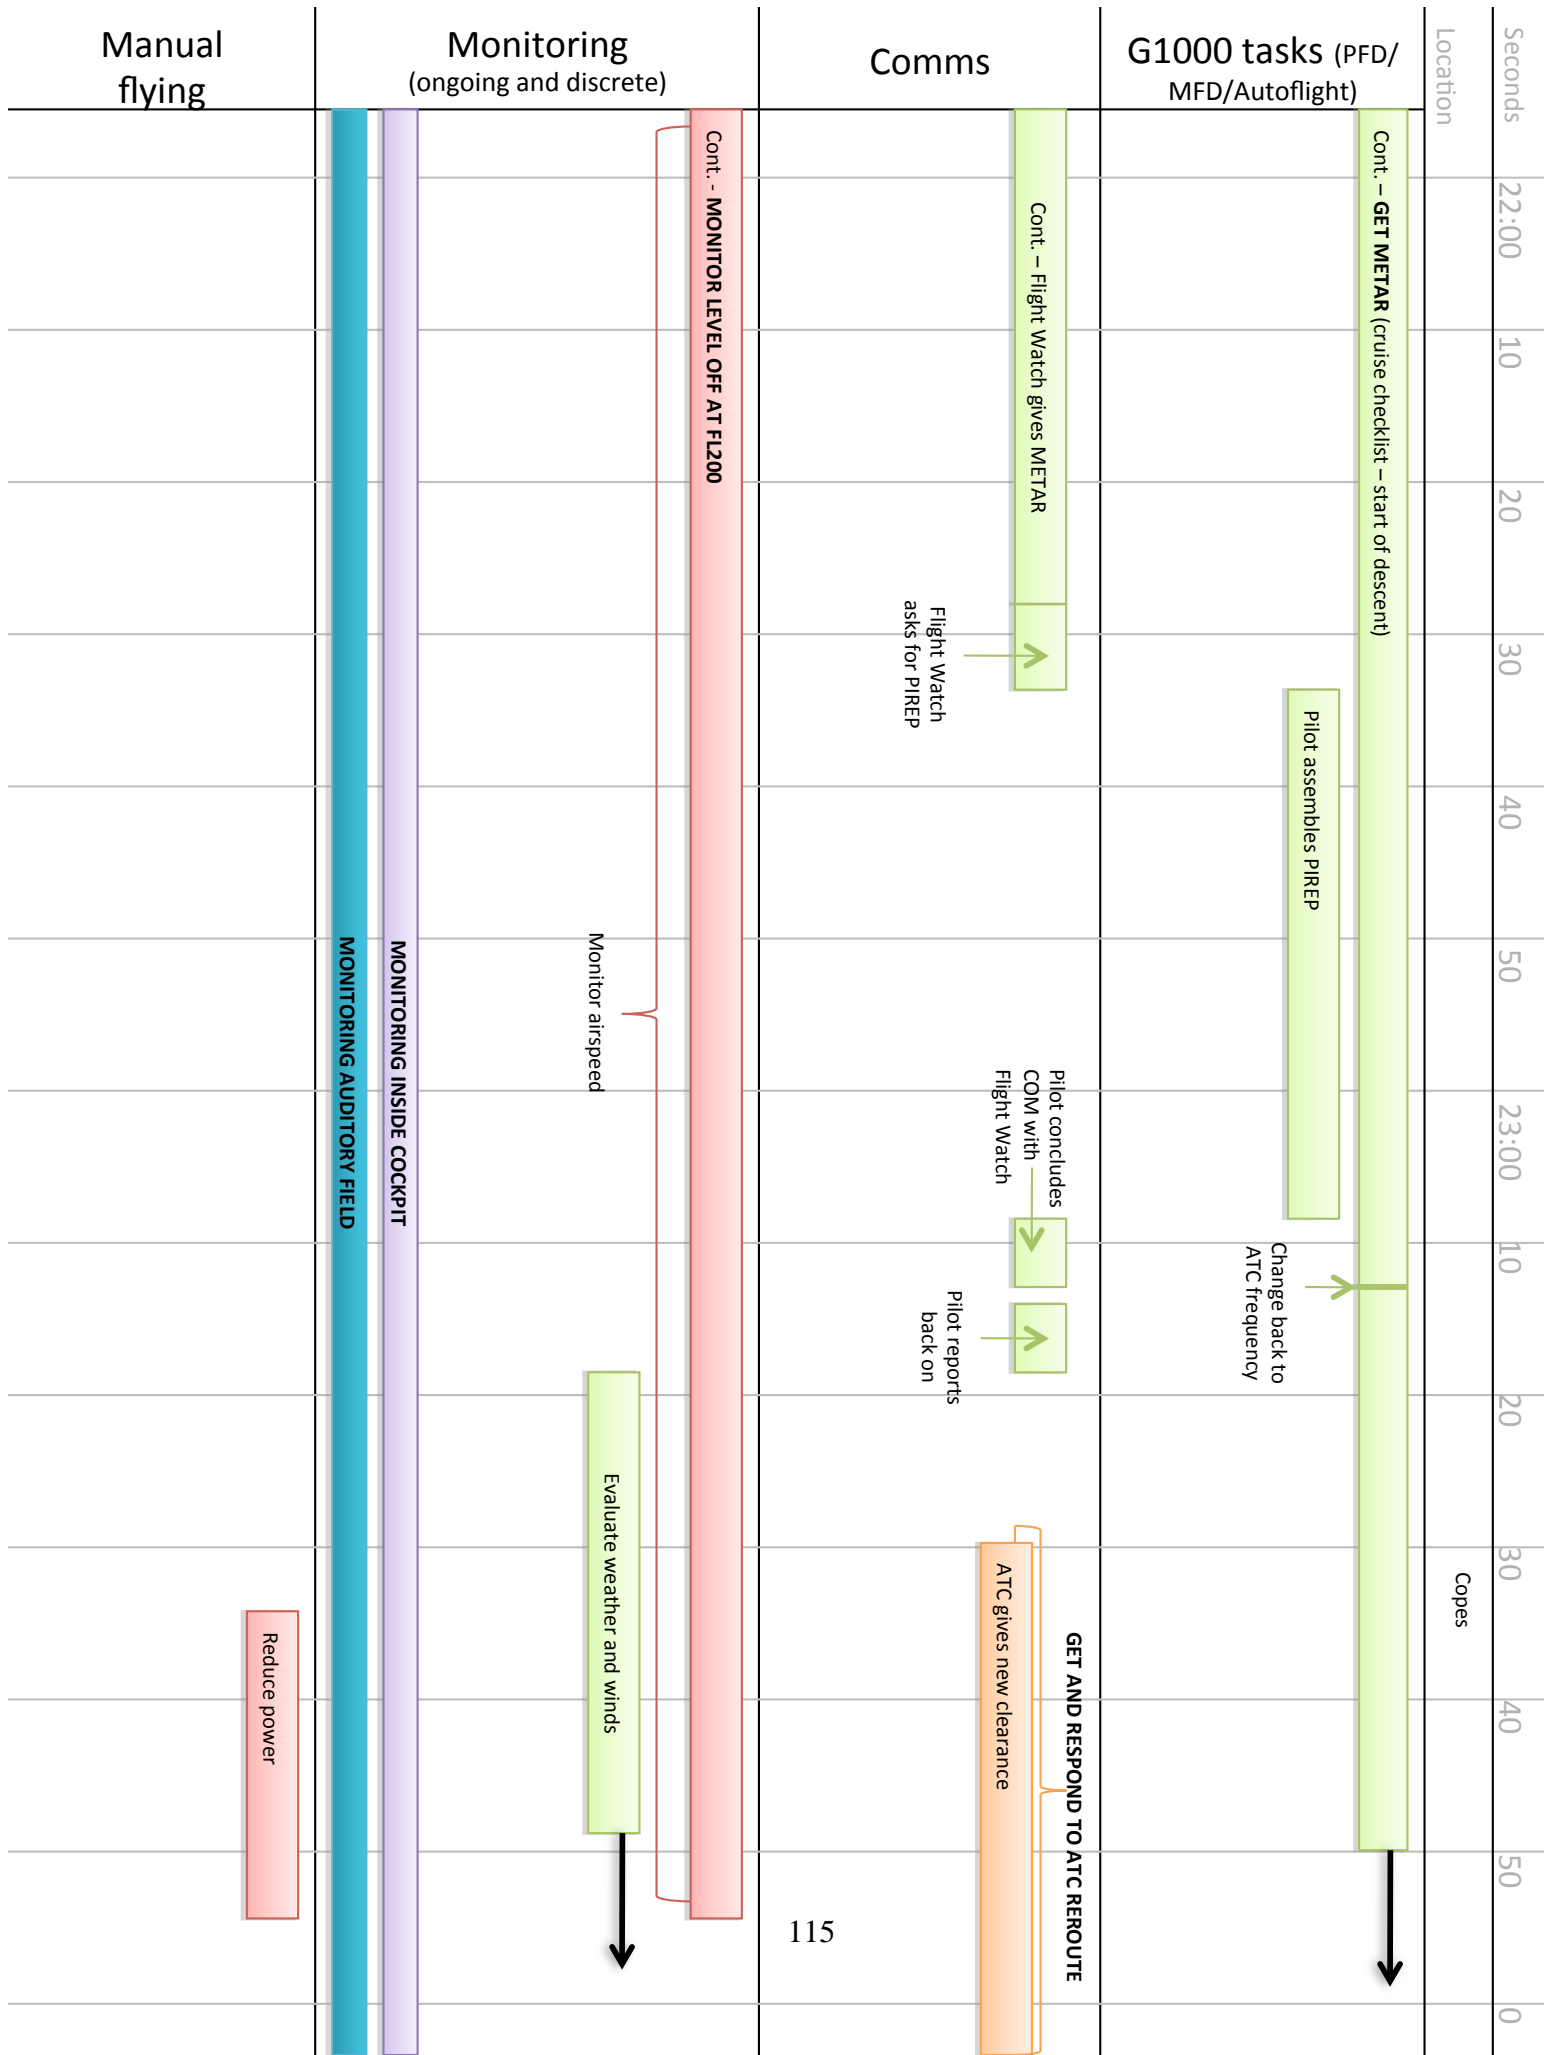 Seconds
22:00
10
20
30
40
50
23:00
10
20
30
40
50
0
Location
Copes
G1000 tasks (PFD/
MFD/Autoflight)
Cont. – GET METAR (cruise checklist – start of descent)
Pilot assembles PIREP
Change back to
ATC frequency
Comms
Cont. – Flight Watch gives METAR
Flight Watch
asks for PIREP
Pilot concludes
COM with
Flight Watch
Pilot reports
back on
GET AND RESPOND TO ATC REROUTE
ATC gives new clearance
Monitoring
(ongoing and discrete)
Cont. - MONITOR LEVEL OFF AT FL200
Monitor airspeed
Evaluate weather and winds
MONITORING INSIDE COCKPIT
MONITORING AUDITORY FIELD
Manual
flying
Reduce power
115